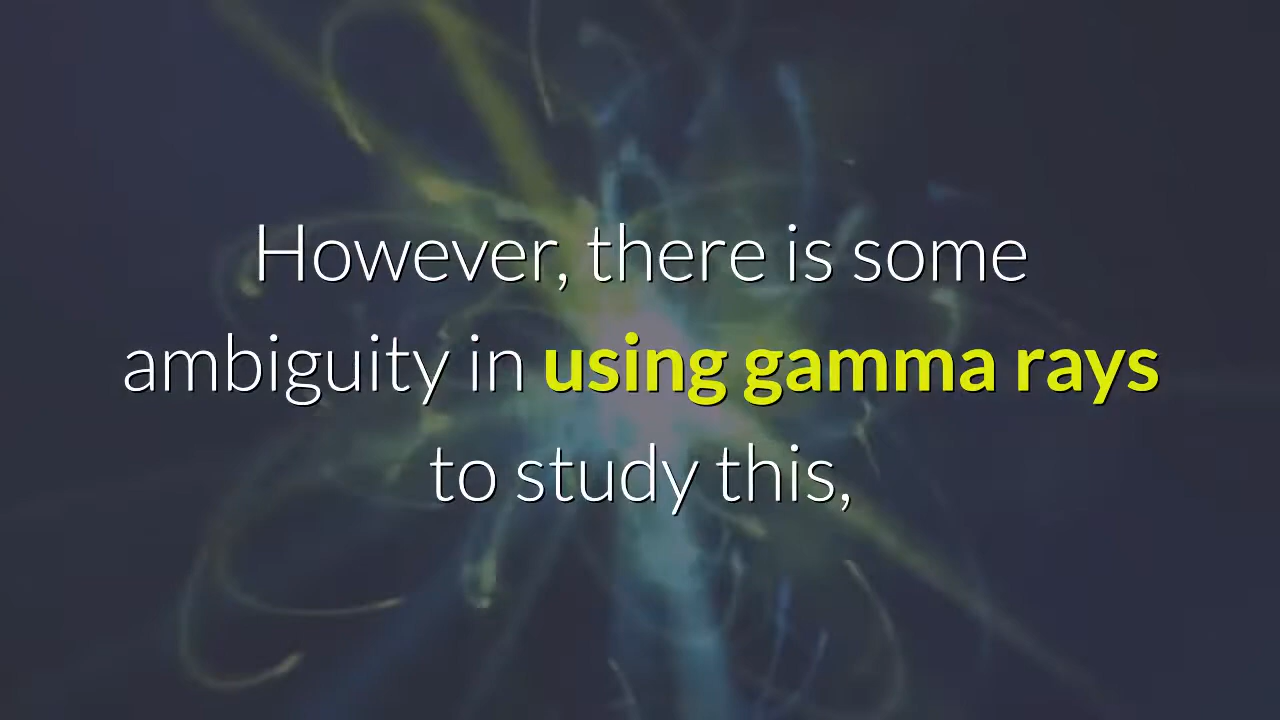 However, there is some
ambiguity in using gamma rays
to study this,